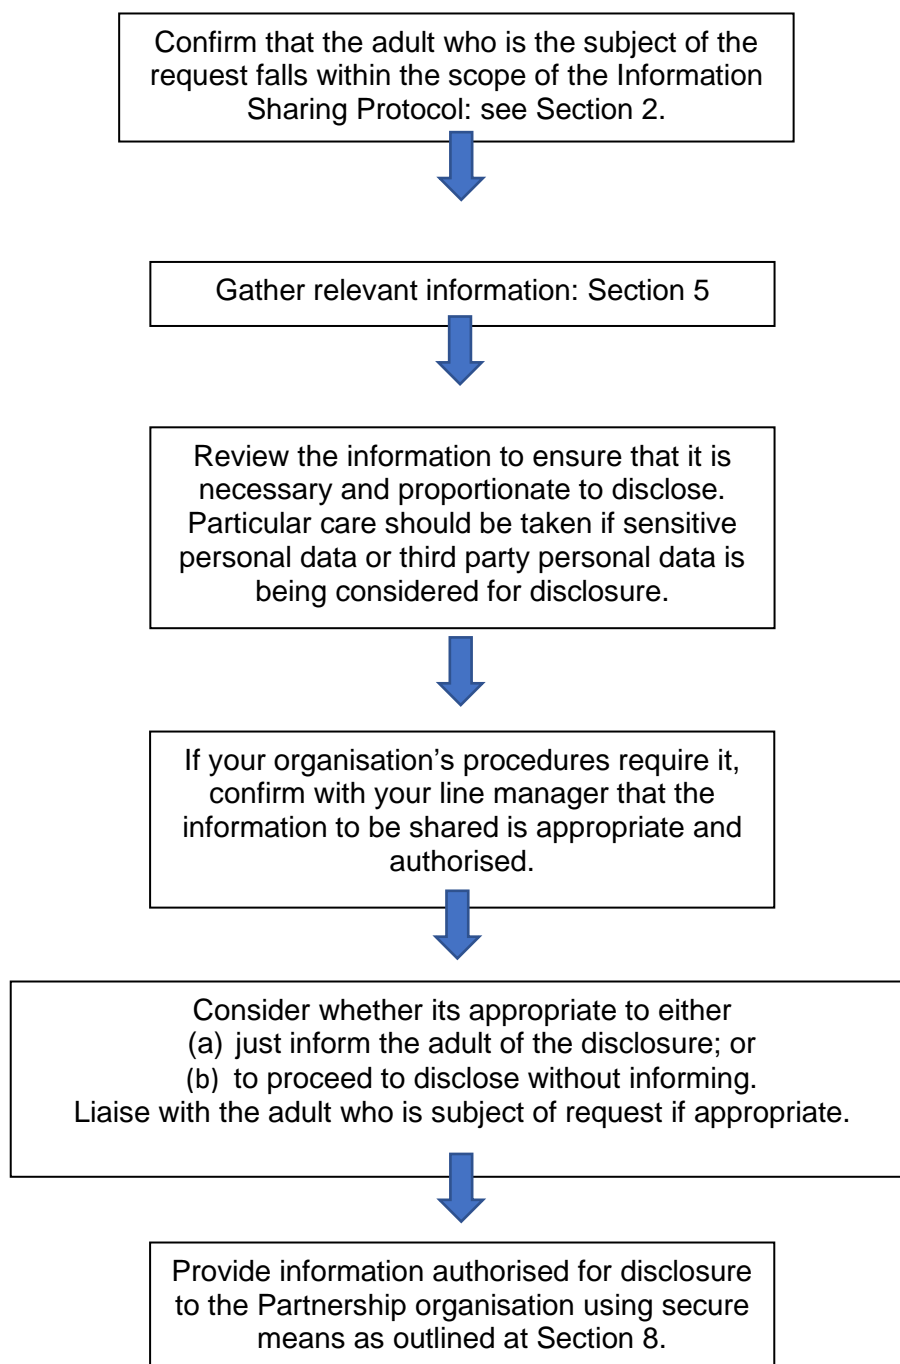 Confirm that the adult who is the subject of the
request falls within the scope of the Information
Sharing Protocol: see Section 2.
Gather relevant information: Section 5
Review the information to ensure that it is
necessary and proportionate to disclose.
Particular care should be taken if sensitive
personal data or third party personal data is
being considered for disclosure.
If your organisation’s procedures require it,
confirm with your line manager that the
information to be shared is appropriate and
authorised.
Consider whether its appropriate to either
(a) just inform the adult of the disclosure; or
(b) to proceed to disclose without informing.
Liaise with the adult who is subject of request if appropriate.
Provide information authorised for disclosure
to the Partnership organisation using secure
means as outlined at Section 8.